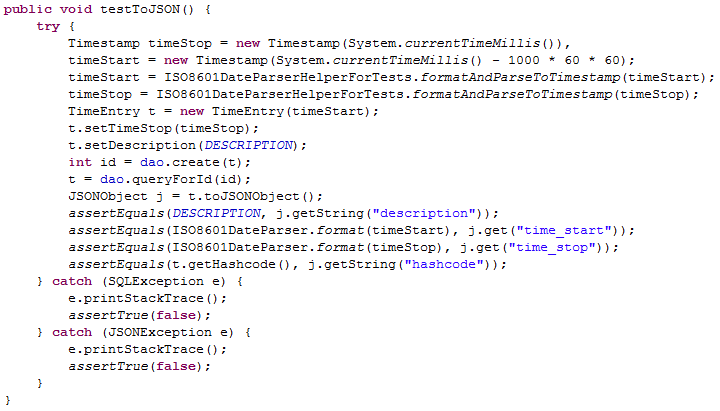 public void testToJSON() {
    try {
        Timestamp timeStop = new Timestamp(System.currentTimeMillis()),
        timeStart = new Timestamp(System.currentTimeMillis() - 1000 * 60 * 60);
        timeStart = ISO8601DateParserHelperForTests.formatAndParseToTimestamp(timeStart);
        timeStop = ISO8601DateParserHelperForTests.formatAndParseToTimestamp(timeStop);
        TimeEntry t = new TimeEntry(timeStart);
        t.setTimeStop(timeStop);
        t.setDescription(DESCRIPTION);
        int id = dao.create(t);
        t = dao.queryForId(id);
        JSONObject j = t.toJSONObject();
        assertEquals(DESCRIPTION, j.getString("description"));
        assertEquals(ISO8601DateParser.format(timeStart), j.get("time_start"));
        assertEquals(ISO8601DateParser.format(timeStop), j.get("time_stop"));
        assertEquals(t.getHashcode(), j.getString("hashcode"));
    } catch (SQLException e) {
        e.printStackTrace();
        assertTrue(false);
    } catch (JSONException e) {
        e.printStackTrace();
        assertTrue(false);
    }
}